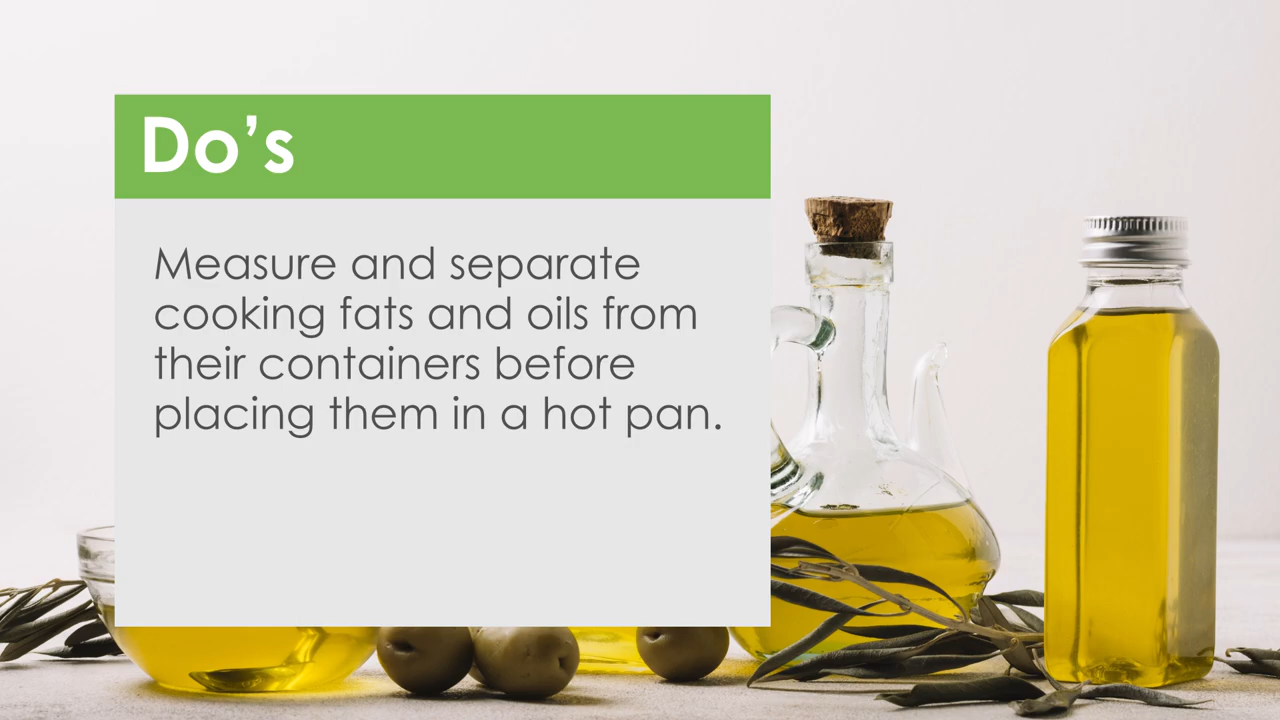 Do’s
Measure and separate
cooking fats and oils from
their containers before
placing them in a hot pan.